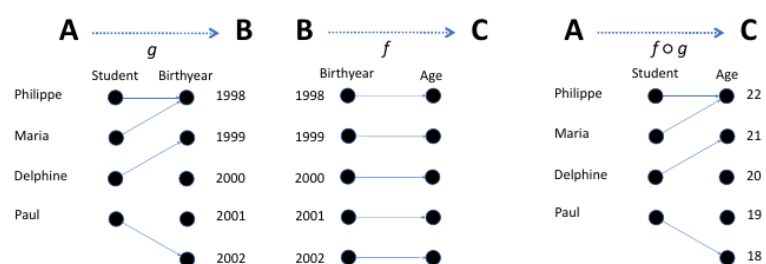 A B
g
Student Birthyear
Philippe 1998
Maria 1999
Delphine 2000
Paul 2001
2002
B C
f
Birthyear Age
1998
1999
2000
2001
2002
A C
f o g
Student Age
Philippe 22
Maria 21
Delphine 20
Paul 19
18